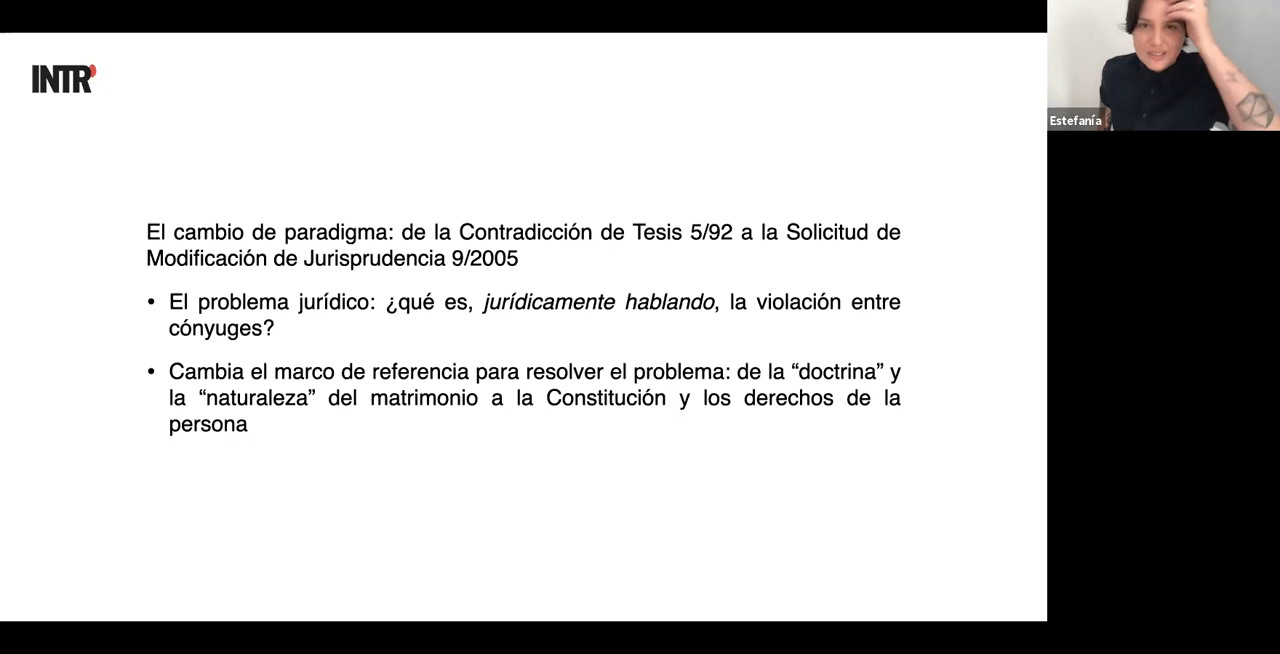 INTR'
El cambio de paradigma: de la Contradicción de Tesis 5/92 a la Solicitud de
Modificación de Jurisprudencia 9/2005
• El problema jurídico: ¿qué es, jurídicamente hablando, la violación entre
cónyuges?
• Cambia el marco de referencia para resolver el problema: de la “doctrina” y
la “naturaleza” del matrimonio a la Constitución y los derechos de la
persona
Estefanía